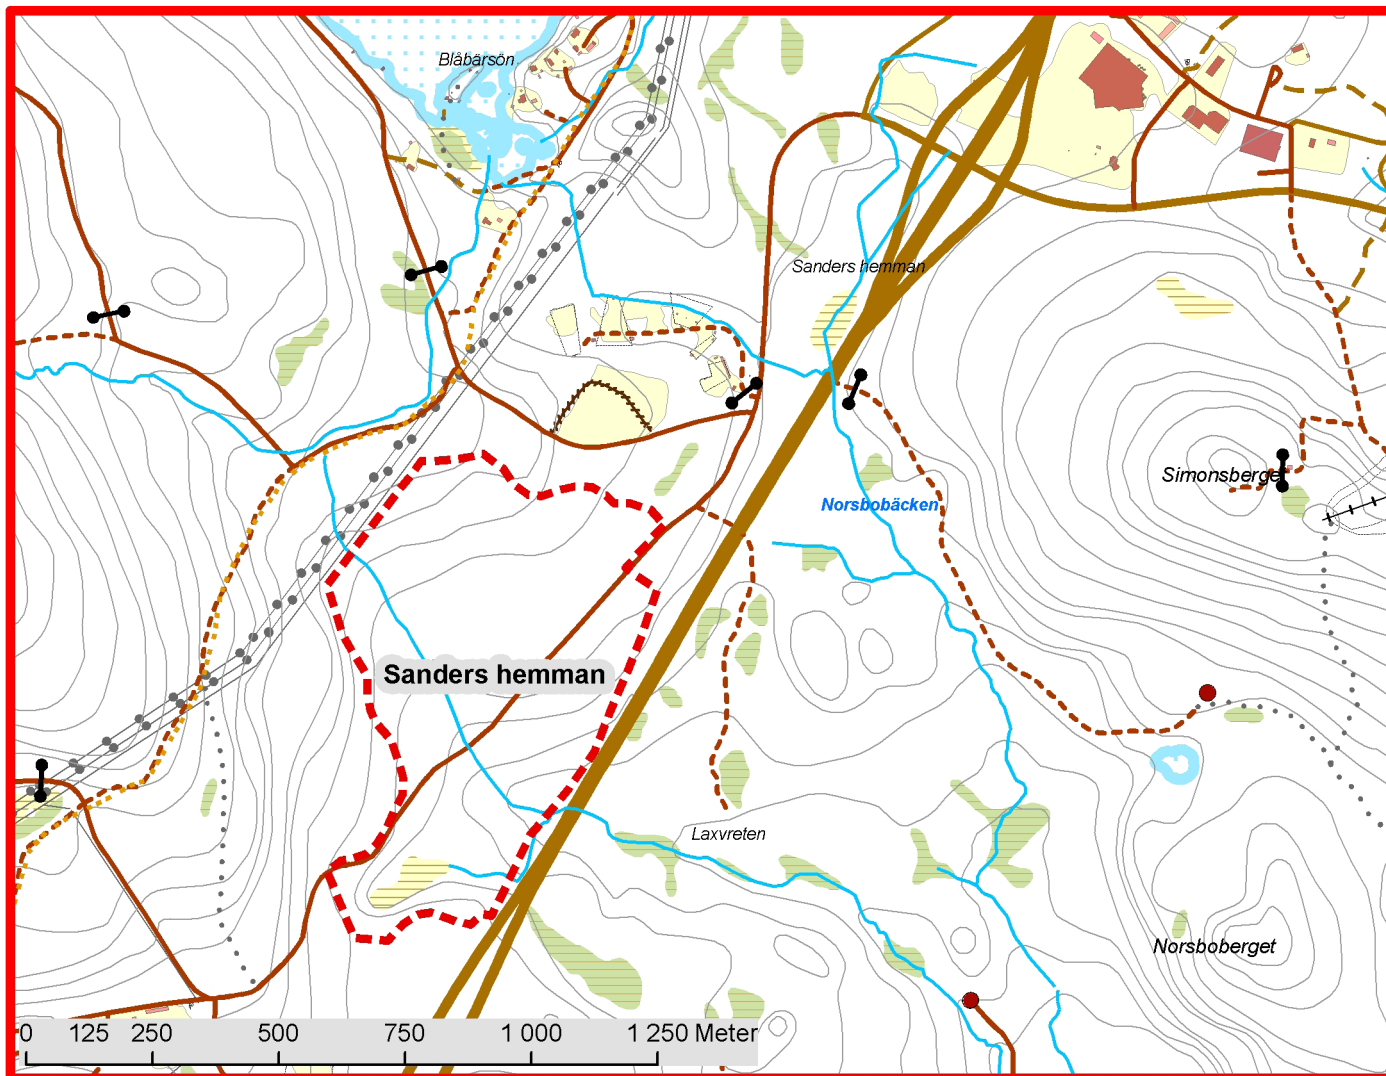 Blåbärsön
Sanders hemman
Simonsberget
Norsbobäcken
Sanders hemman
Laxvreten
Norsboberget
0 125 250 500 750 1 000 1 250 Meter